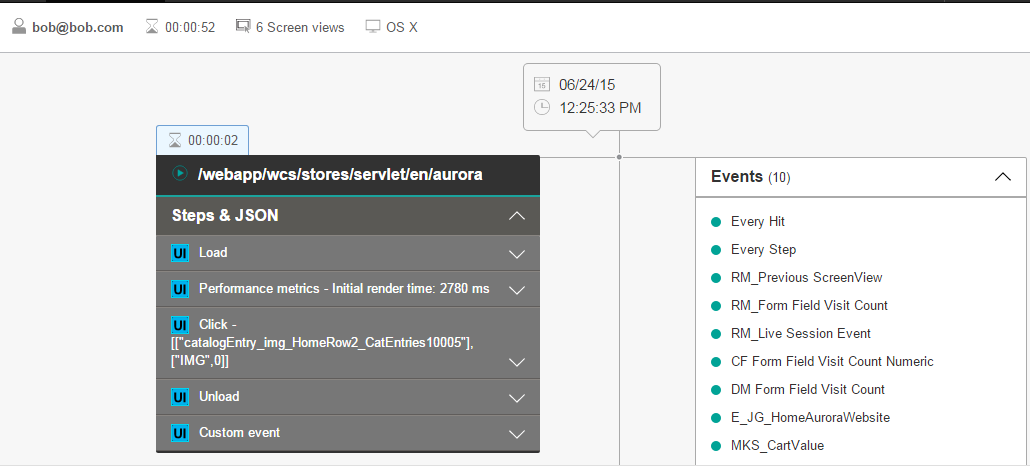 bob@bob.com 00:00:52 6 Screen views OS X
15 06/24/15
12:25:33 PM
00:00:02
/webapp/wcs/stores/servlet/en/aurora
Steps & JSON
UI Load
UI Performance metrics - Initial render time: 2780 ms
UI Click -
[["catalogEntry_img_HomeRow2_CatEntries10005"],
["IMG",0]]
UI Unload
UI Custom event
Events (10)
Every Hit
Every Step
RM_Previous ScreenView
RM_Form Field Visit Count
RM_Live Session Event
CF Form Field Visit Count Numeric
DM Form Field Visit Count
E_JG_HomeAuroraWebsite
MKS_CartValue